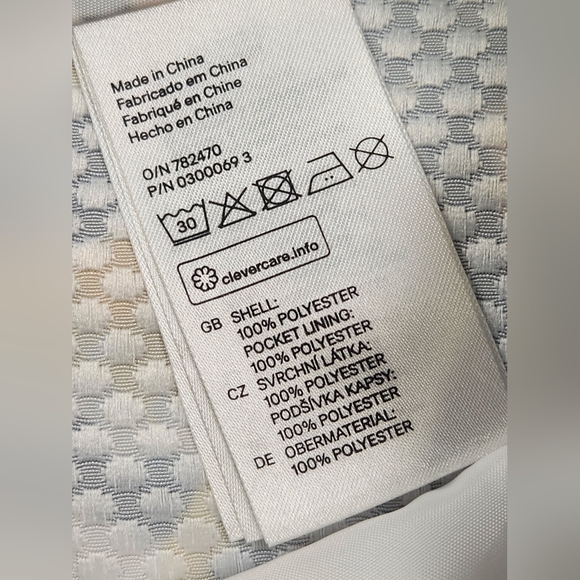 Made in China
Fabricado em China
Fabriqué en Chine
Hecho en China
O/N 782470
P/N 0300069 3
30
clevercare.info
GB SHELL:
100% POLYESTER
POCKET LINING:
100% POLYESTER
CZ SVRCHNÍ LÁTKA:
100% POLYESTER
PODŠÍVKA KAPSY:
100% POLYESTER
DE OBERMATERIAL:
100% POLYESTER